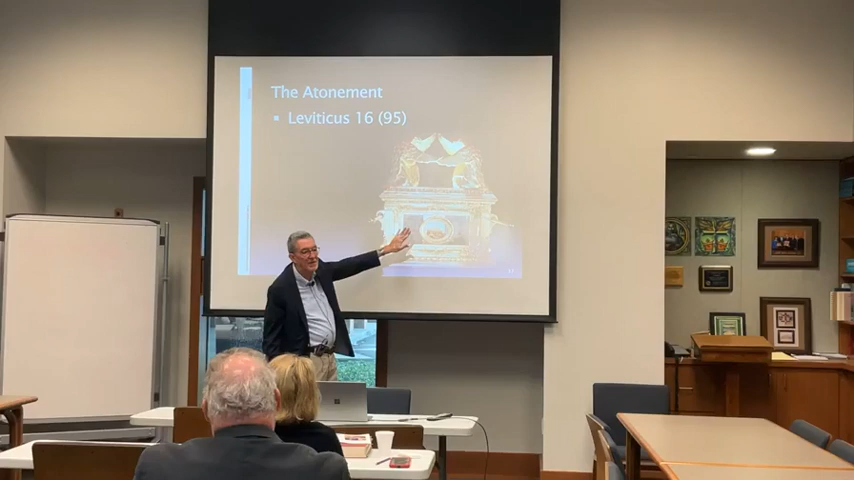 The Atonement
Leviticus 16 (95)